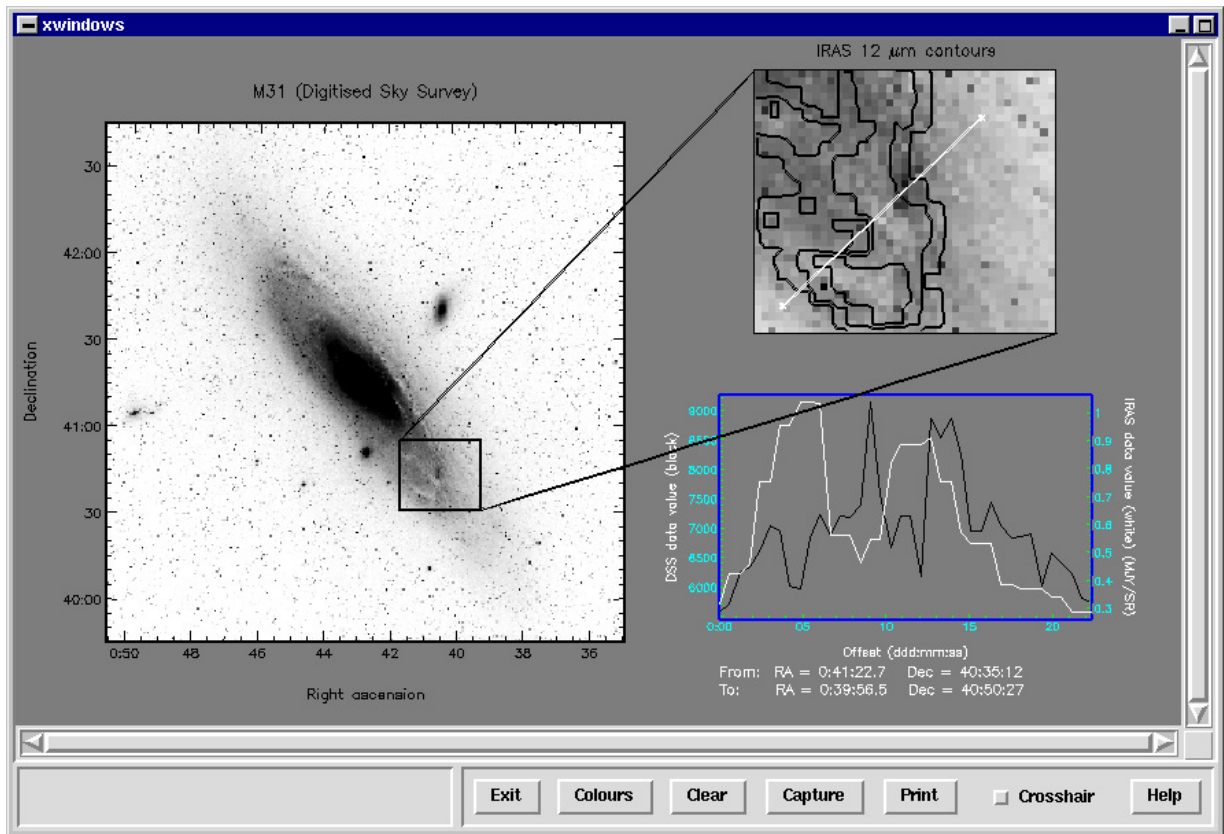 xwindows
M31 (Digitised Sky Survey)
Declination
30
42:00
30
41:00
30
40:00
0:50 48 46 44 42 40 38 36
Right ascension
IRAS 12 μm contours
DSS data value (black)
9000
8500
8000
7500
7000
6500
6000
1
0.9
0.8
0.7
0.6
0.5
0.4
0.3
IRAS data value (white) (MJY/SR)
0:00 05 10 15 20
Offset (ddd:mm:ss)
From: RA = 0:41:22.7 Dec = 40:35:12
To: RA = 0:39:56.5 Dec = 40:50:27
Exit Colours Clear Capture Print Crosshair Help